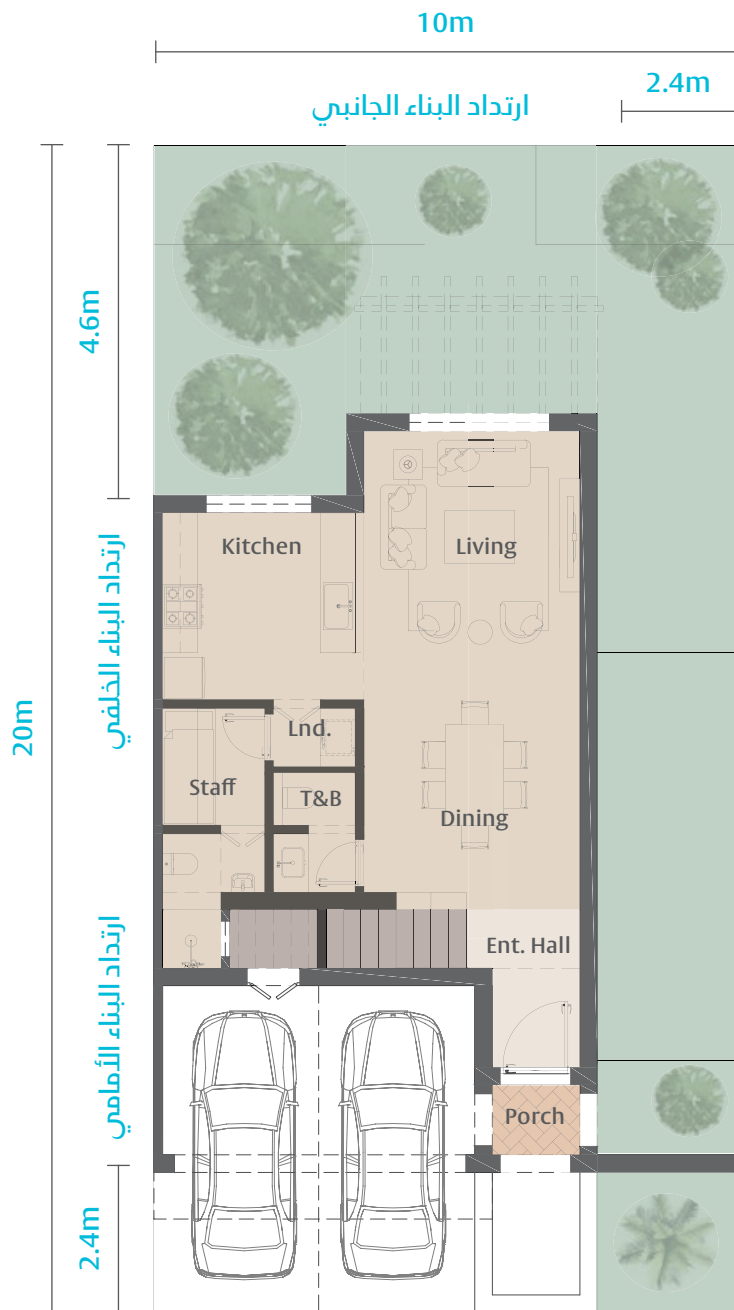 10m
2.4m
ارتداد البناء الجانبي
4.6m
ارتداد البناء الخلفي
20m
ارتداد البناء الأمامي
2.4m
Kitchen
Living
Lnd.
Staff
T&B
Dining
Ent. Hall
Porch